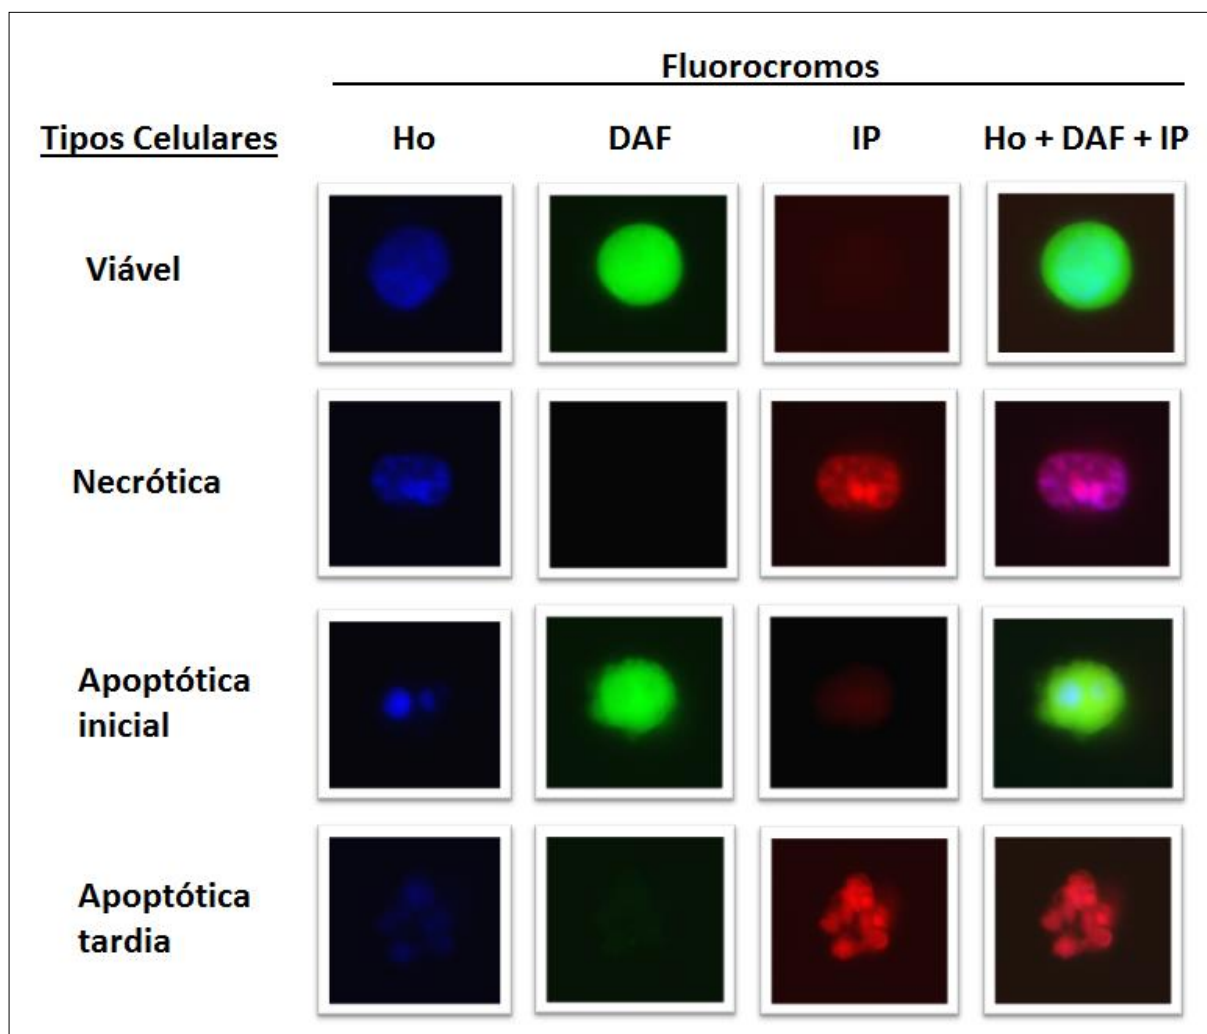 Fluorocromos
Tipos Celulares Ho DAF IP Ho + DAF + IP
Viável
Necrótica
Apoptótica
inicial
Apoptótica
tardia